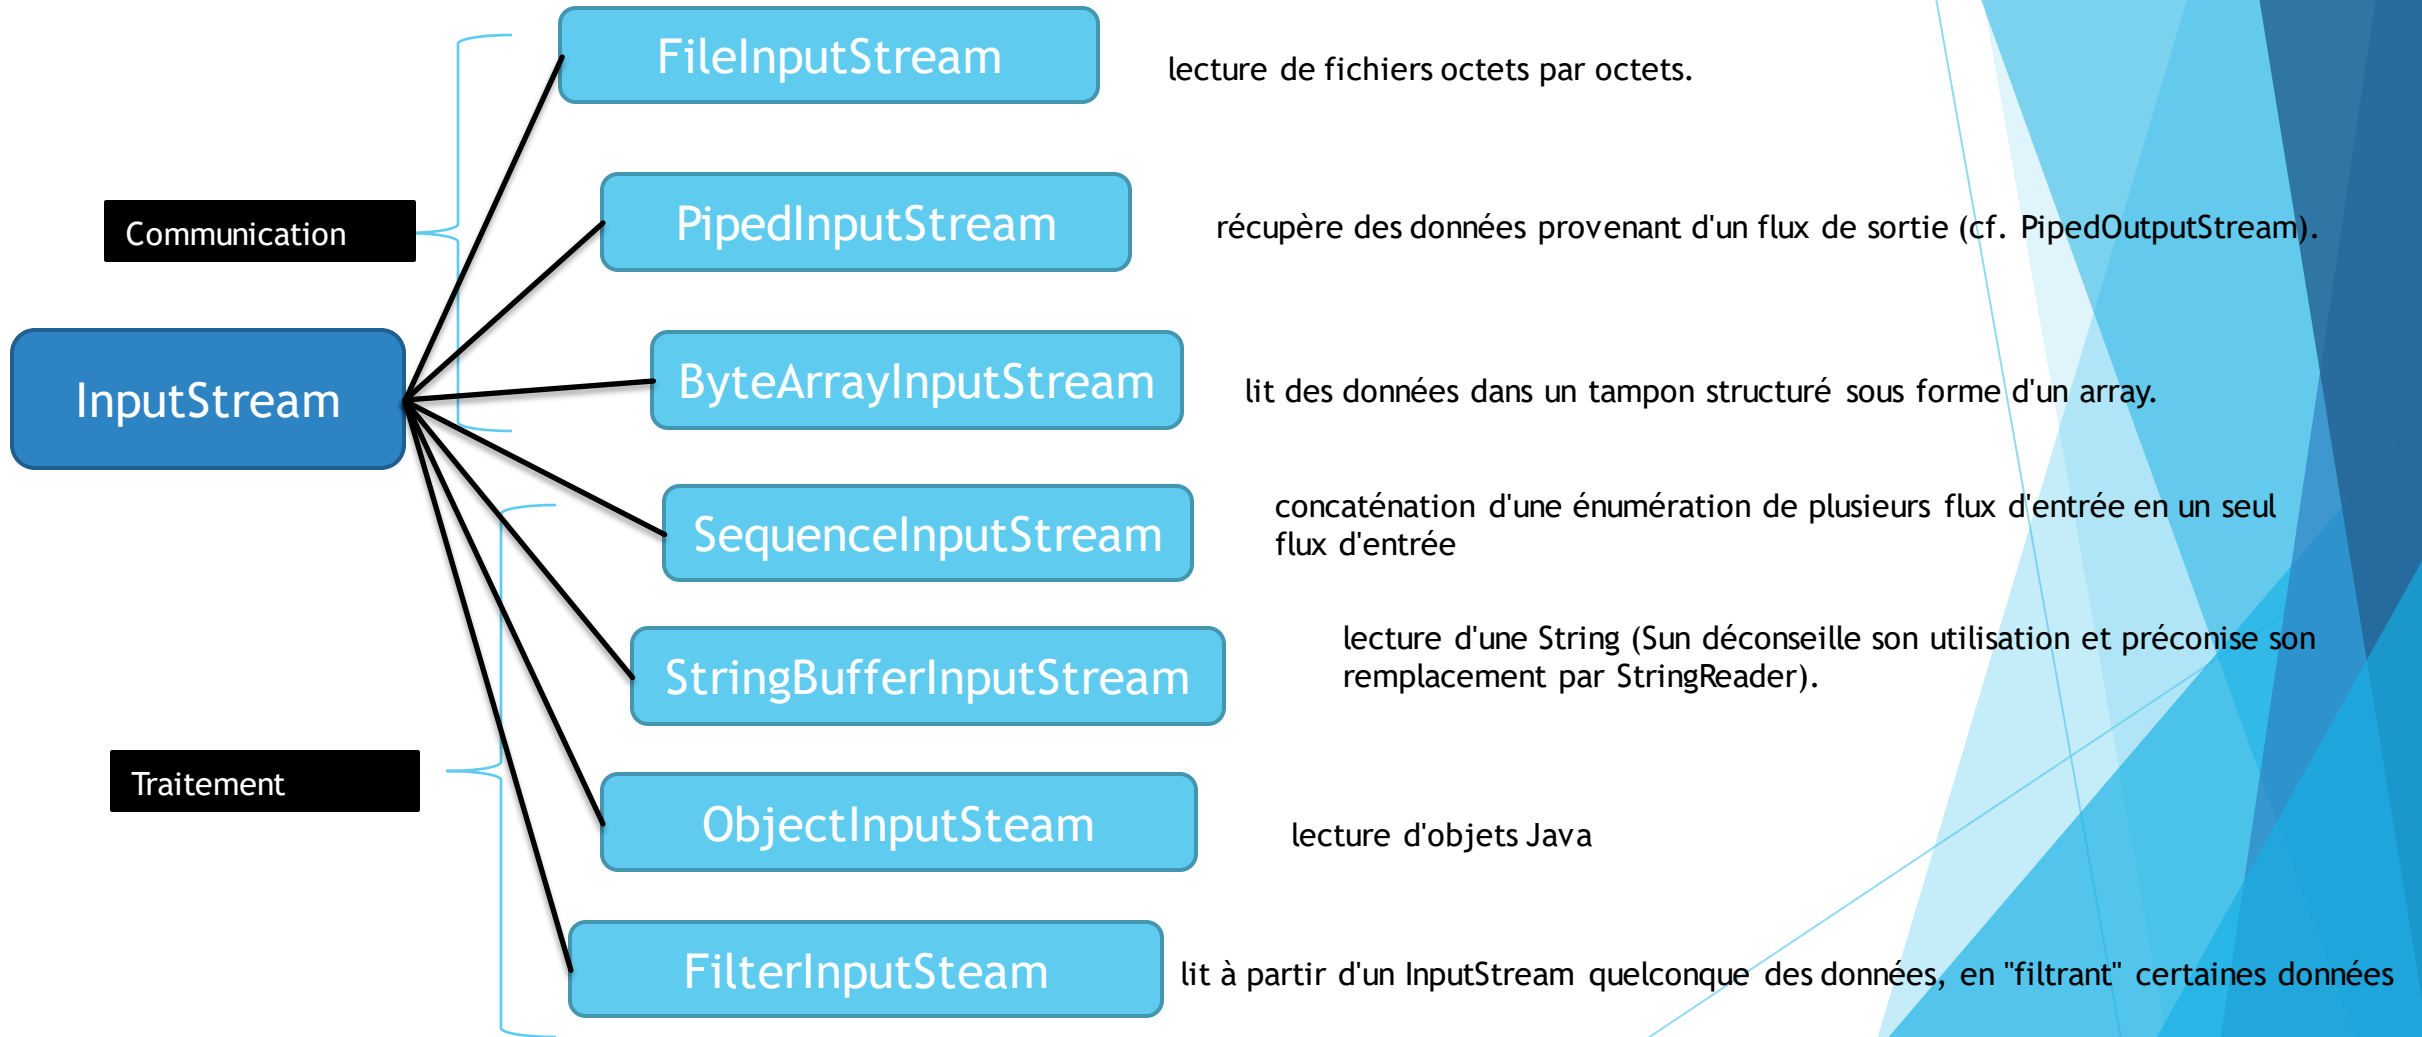 FileInputStream
lecture de fichiers octets par octets.
Communication
PipedInputStream
récupère des données provenant d'un flux de sortie (cf. PipedOutputStream).
InputStream
ByteArrayInputStream
lit des données dans un tampon structuré sous forme d'un array.
SequenceInputStream
concaténation d'une énumération de plusieurs flux d'entrée en un seul
flux d'entrée
StringBufferInputStream
lecture d'une String (Sun déconseille son utilisation et préconise son
remplacement par StringReader).
Traitement
ObjectInputSteam
lecture d'objets Java
FilterInputSteam
lit à partir d'un InputStream quelconque des données, en "filtrant" certaines données